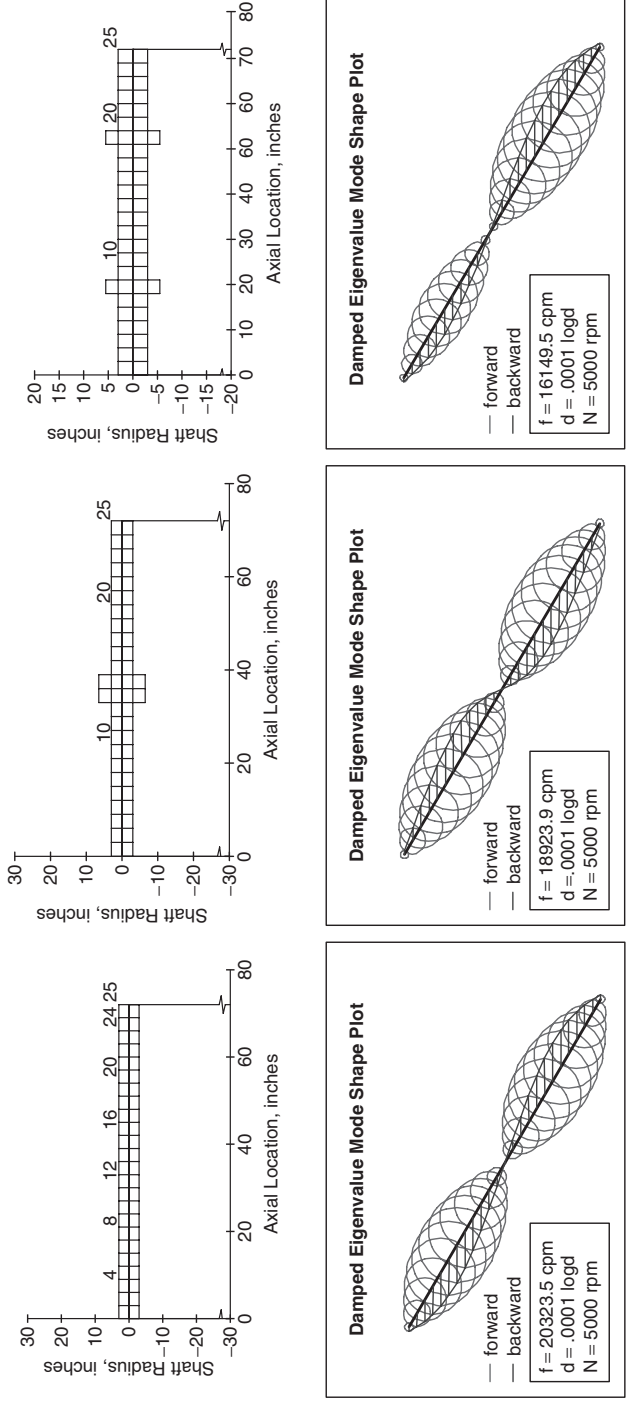 30
20
10
0
−10
−20
−30
Shaft Radius, inches
4
8
12
16
20
24
25
0
20
40
60
80
Axial Location, inches
30
20
10
0
−10
−20
−30
Shaft Radius, inches
10
20
25
0
20
40
60
80
Axial Location, inches
20
15
10
5
0
−5
−10
−15
−20
Shaft Radius, inches
10
20
25
0
10
20
30
40
50
60
70
80
Axial Location, inches
Damped Eigenvalue Mode Shape Plot
forward
backward
f = 20323.5 cpm
d = .0001 logd
N = 5000 rpm
Damped Eigenvalue Mode Shape Plot
forward
backward
f = 18923.9 cpm
d =.0001 logd
N = 5000 rpm
Damped Eigenvalue Mode Shape Plot
forward
backward
f = 16149.5 cpm
d = .0001 logd
N = 5000 rpm